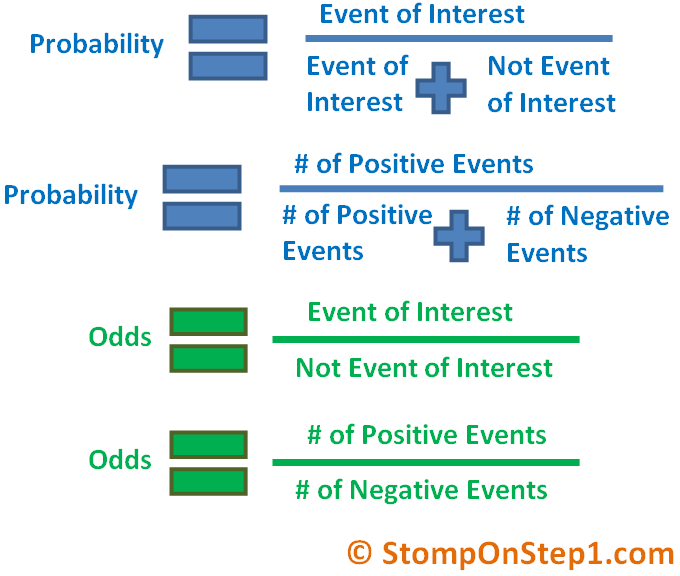 Event of Interest
Probability
Event of Interest
Not Event of Interest
# of Positive Events
Probability
# of Positive Events
# of Negative Events
Event of Interest
Odds
Not Event of Interest
# of Positive Events
Odds
# of Negative Events
© StompOnStep1.com